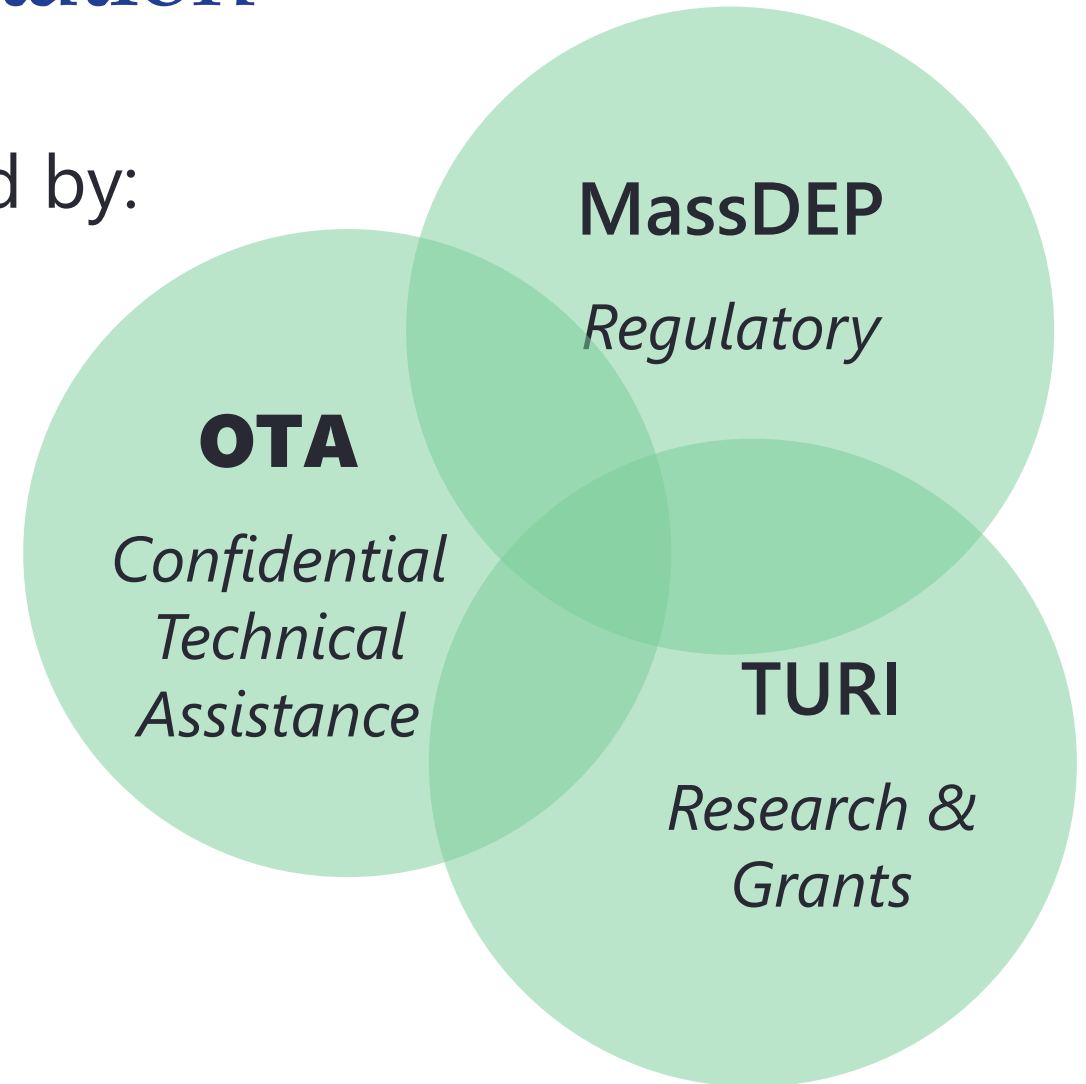 d by:
MassDEP
Regulatory
OTA
Confidential
Technical
Assistance
TURI
Research &
Grants